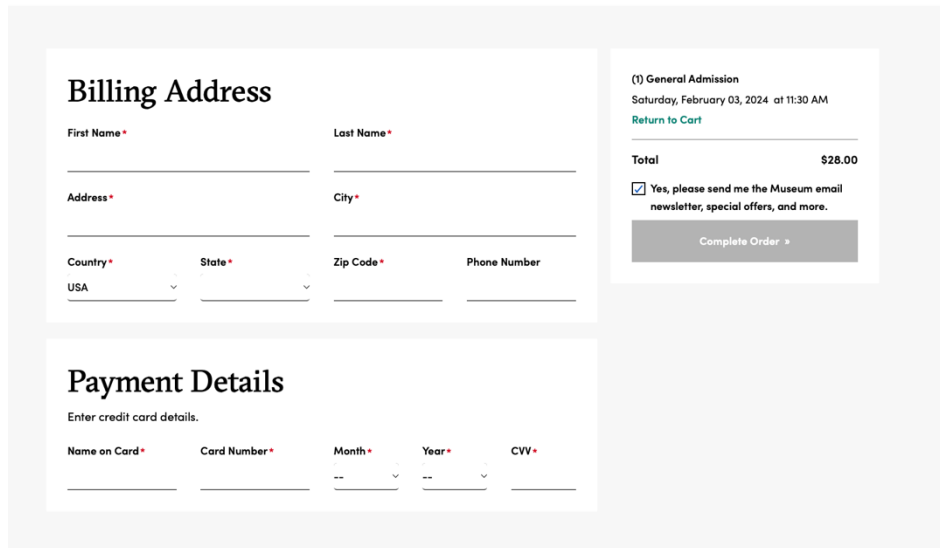 Billing Address
First Name*
Last Name*
Address*
City*
Country*
State*
Zip Code*
Phone Number
USA
Payment Details
Enter credit card details.
Name on Card*
Card Number*
Month*
Year*
CVV*
--
--
(1) General Admission
Saturday, February 03, 2024 at 11:30 AM
Return to Cart
Total $28.00
Yes, please send me the Museum email
newsletter, special offers, and more.
Complete Order »